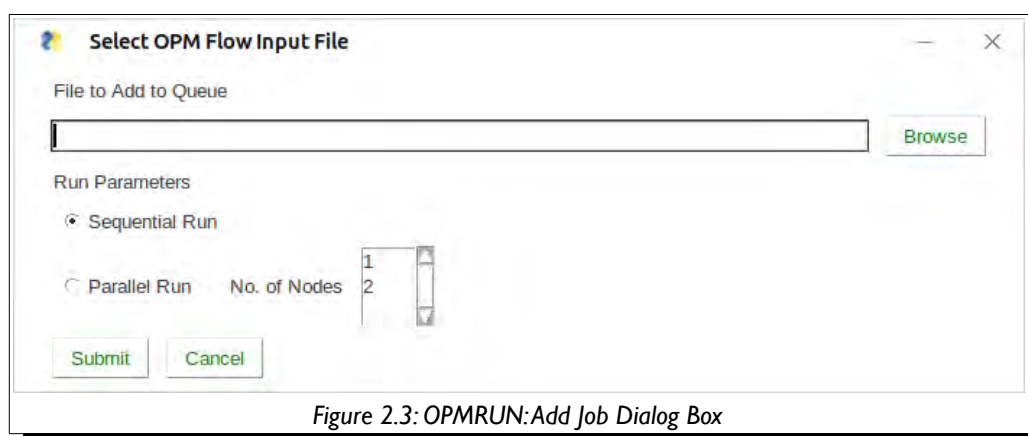 Select OPM Flow Input File
File to Add to Queue
Browse
Run Parameters
Sequential Run
1
Parallel Run No. of Nodes 2
Submit Cancel
Figure 2.3: OPMRUN: Add Job Dialog Box